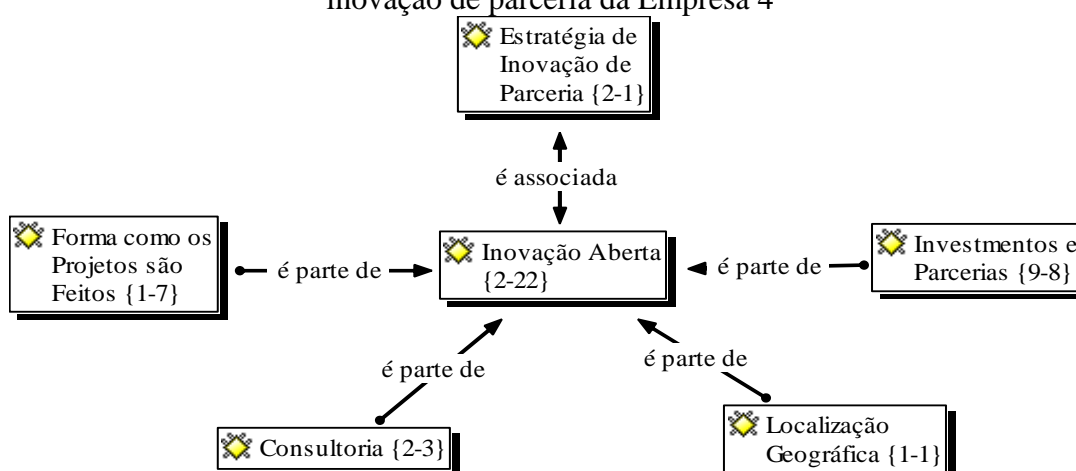 inovação de parceria da Empresa 4
Estratégia de
Inovação de
Parceria {2-1}
é associada
Forma como os
Projetos são
Feitos {1-7}
é parte de
Inovação Aberta
{2-22}
é parte de
Investmentos e
Parcerias {9-8}
é parte de
é parte de
Consultoria {2-3}
Localização
Geográfica {1-1}